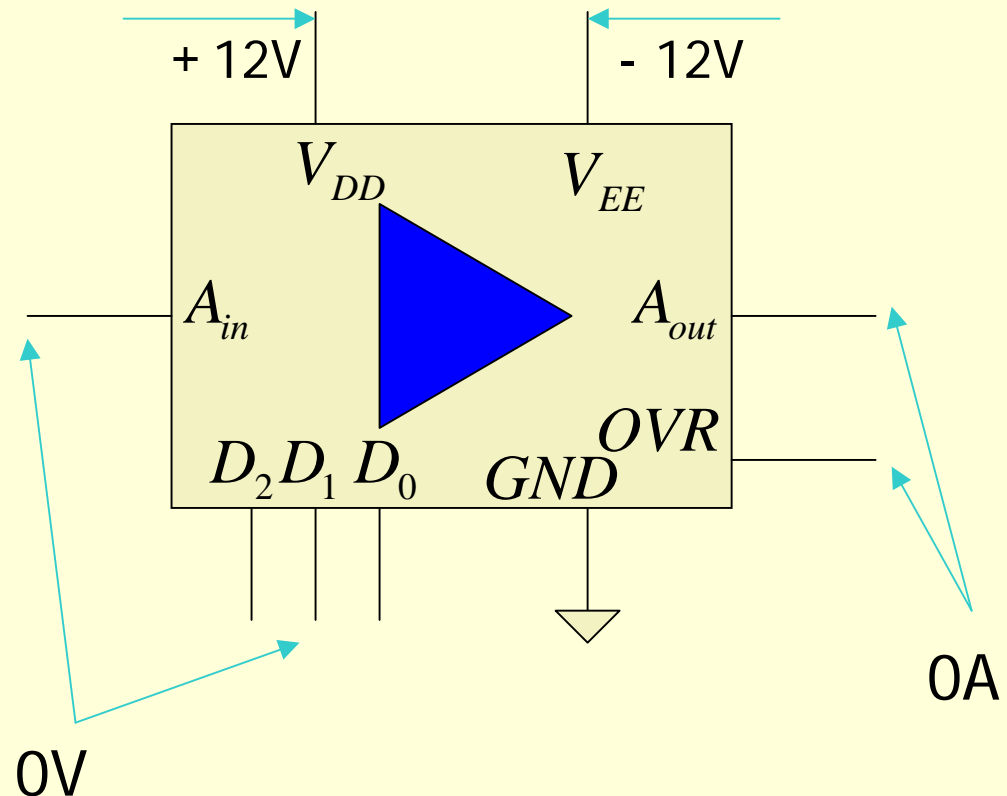 + 12V
- 12V
V_DD
V_EE
A_in
A_out
OVR
D_2 D_1 D_0
GND
0A
0V